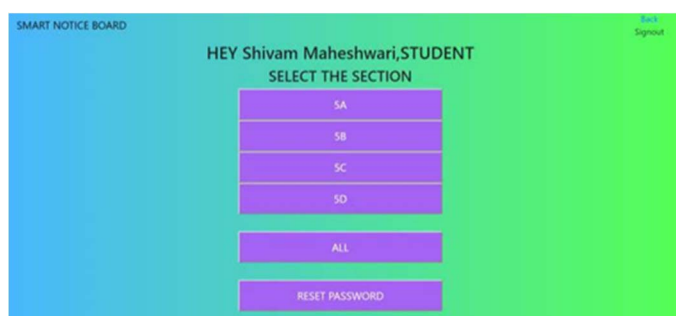 SMART NOTICE BOARD
Back
Signout
HEY Shivam Maheshwari,STUDENT
SELECT THE SECTION
5A
5B
5C
5D
ALL
RESET PASSWORD